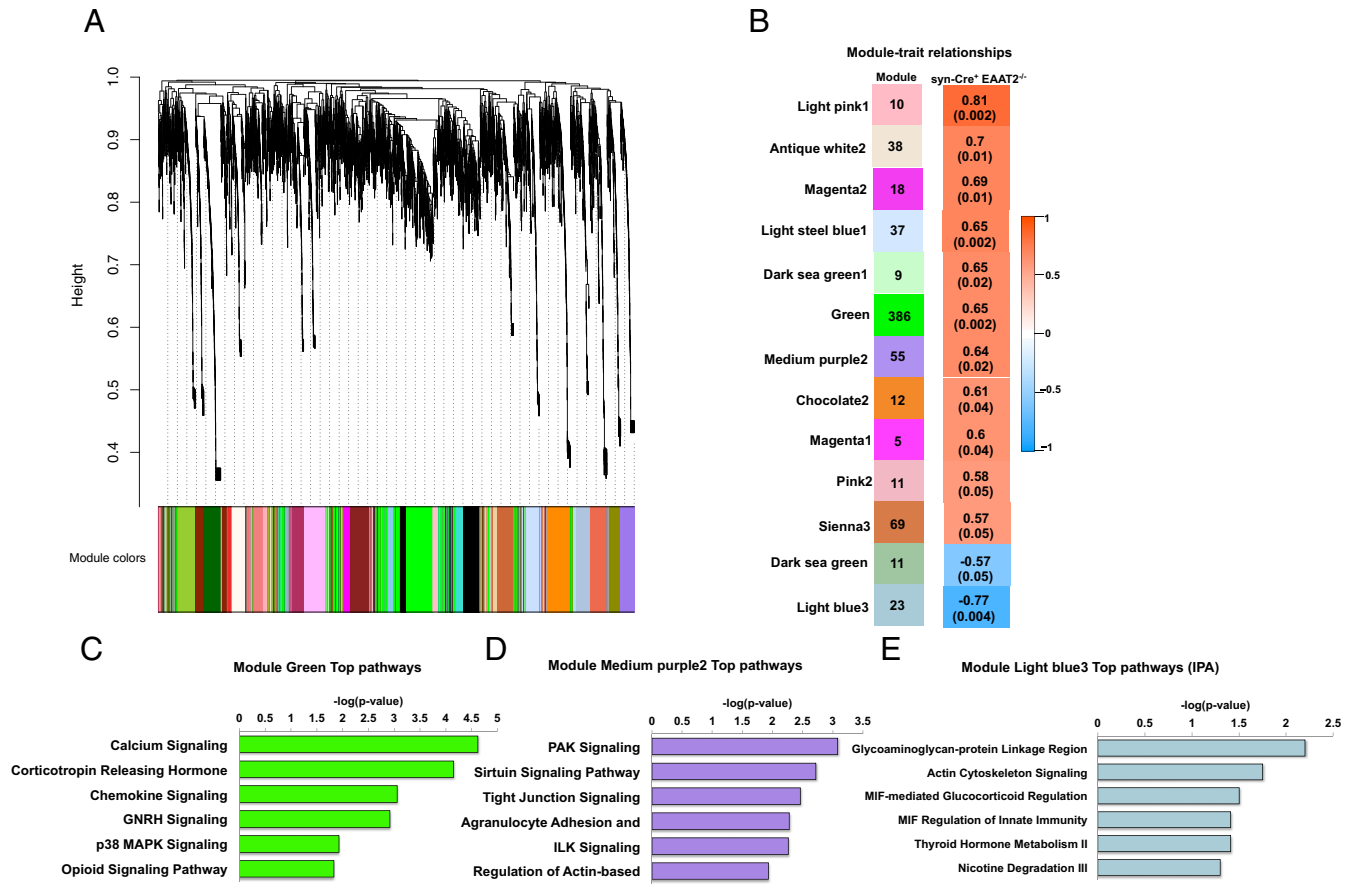 A
1.0
0.9
0.8
0.7
0.6
0.5
0.4
Height
Module colors
B
Module-trait relationships
Module syn-Cre⁺ EAAT2⁻/⁻
Light pink1 10 0.81
(0.002)
Antique white2 38 0.7
(0.01)
Magenta2 18 0.69
(0.01)
Light steel blue1 37 0.65
(0.002)
Dark sea green1 9 0.65
(0.02)
Green 386 0.65
(0.002)
Medium purple2 55 0.64
(0.02)
Chocolate2 12 0.61
(0.04)
Magenta1 5 0.6
(0.04)
Pink2 11 0.58
(0.05)
Sienna3 69 0.57
(0.05)
Dark sea green 11 -0.57
(0.05)
Light blue3 23 -0.77
(0.004)
1
0.5
0
-0.5
-1
C
Module Green Top pathways
-log(p-value)
0 0.5 1 1.5 2 2.5 3 3.5 4 4.5 5
Calcium Signaling
Corticotropin Releasing Hormone
Chemokine Signaling
GNRH Signaling
p38 MAPK Signaling
Opioid Signaling Pathway
D
Module Medium purple2 Top pathways
-log(p-value)
0 0.5 1 1.5 2 2.5 3 3.5
PAK Signaling
Sirtuin Signaling Pathway
Tight Junction Signaling
Agranulocyte Adhesion and
ILK Signaling
Regulation of Actin-based
E
Module Light blue3 Top pathways (IPA)
-log(p-value)
0 0.5 1 1.5 2 2.5
Glycoaminoglycan-protein Linkage Region
Actin Cytoskeleton Signaling
MIF-mediated Glucocorticoid Regulation
MIF Regulation of Innate Immunity
Thyroid Hormone Metabolism II
Nicotine Degradation III